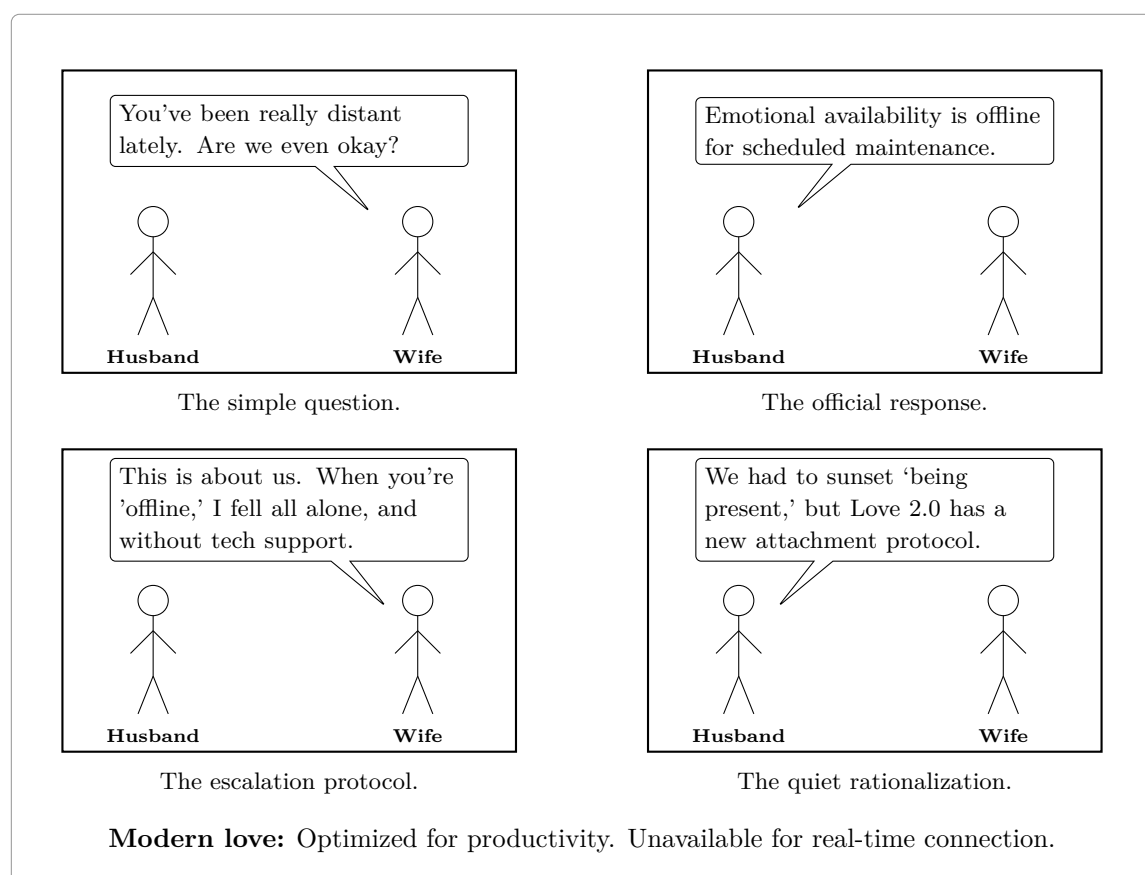 You've been really distant
lately. Are we even okay?
Husband
Wife
The simple question.
Emotional availability is offline
for scheduled maintenance.
Husband
Wife
The official response.
This is about us. When you're
'offline,’ I fell all alone, and
without tech support.
Husband
Wife
The escalation protocol.
We had to sunset ‘being
present,’ but Love 2.0 has a
new attachment protocol.
Husband
Wife
The quiet rationalization.
Modern love: Optimized for productivity. Unavailable for real-time connection.